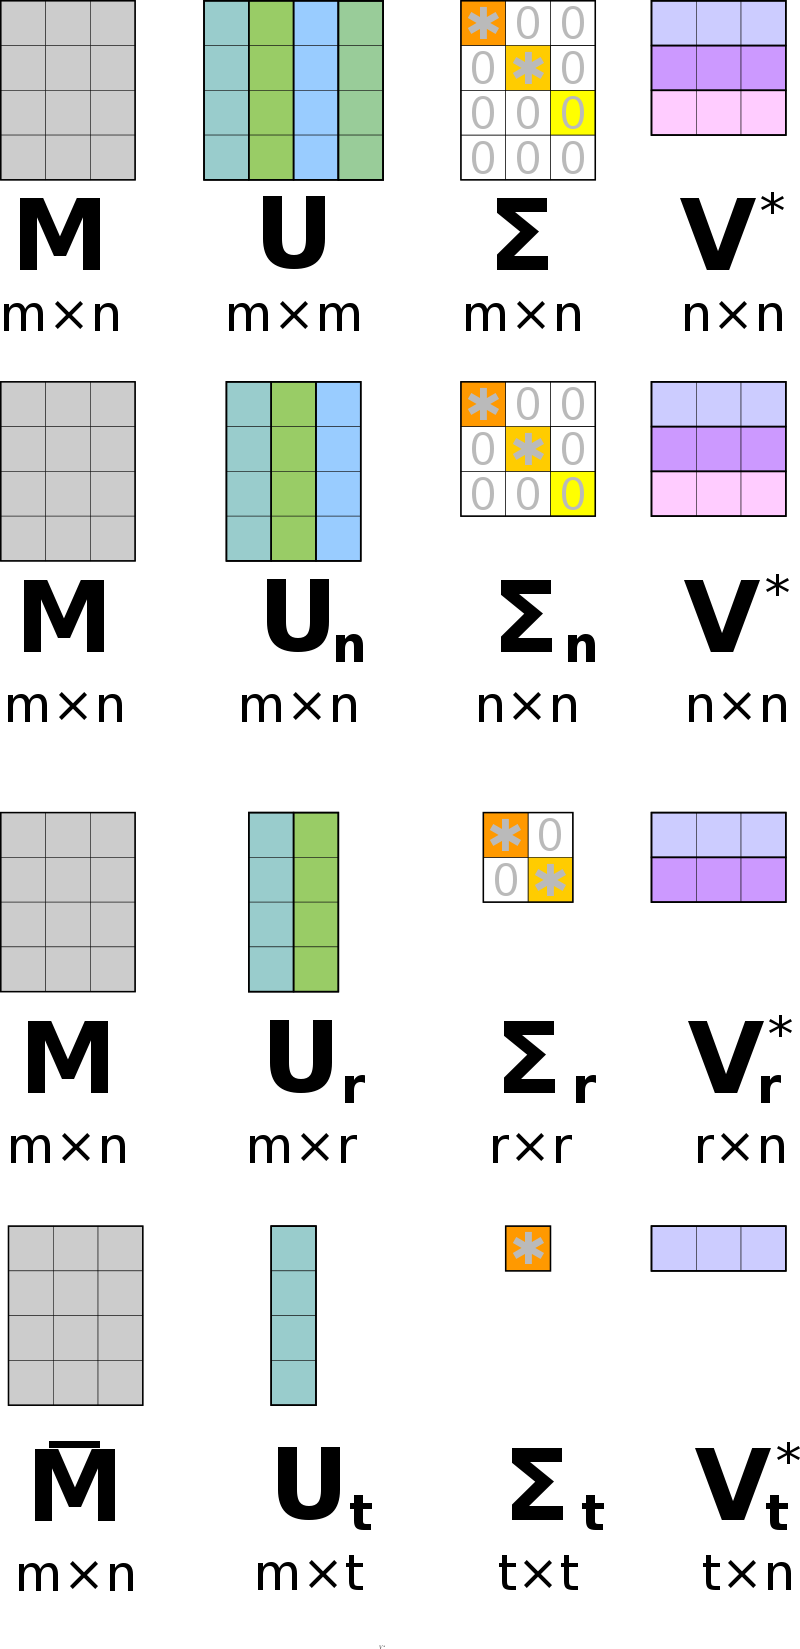 * 0 0
0 * 0
0 0 0
0 0 0
M U Σ V*
m×n m×m m×n n×n
* 0 0
0 * 0
0 0 0
M Uₙ Σₙ V*
m×n m×n n×n n×n
* 0
0 *
M Uᵣ Σᵣ Vᵣ*
m×n m×r r×r r×n
*
M̅ Uₜ Σₜ Vₜ*
m×n m×t t×t t×n